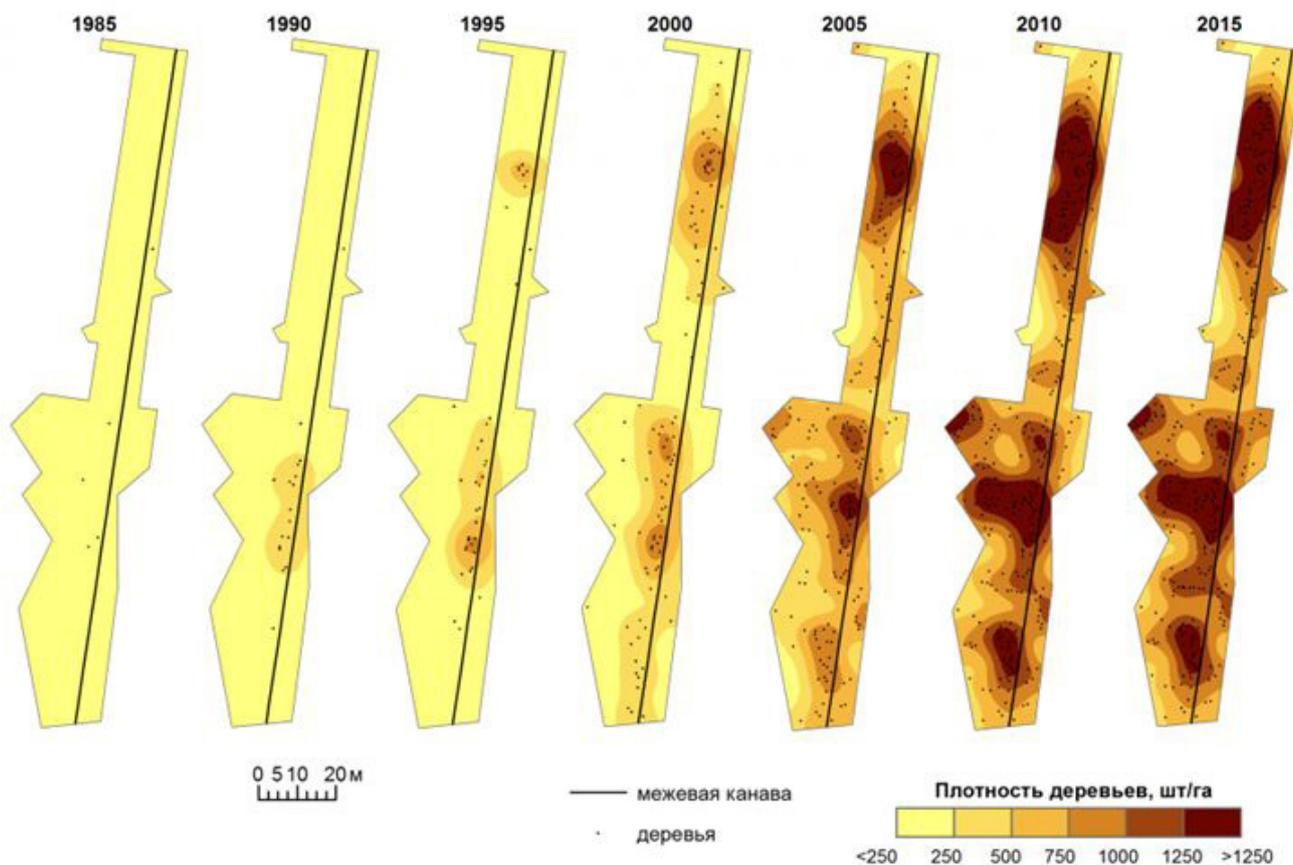 1985 1990 1995 2000 2005 2010 2015
0 5 10 20 м
межевая канава
деревья
Плотность деревьев, шт/га
<250 250 500 750 1000 1250 >1250